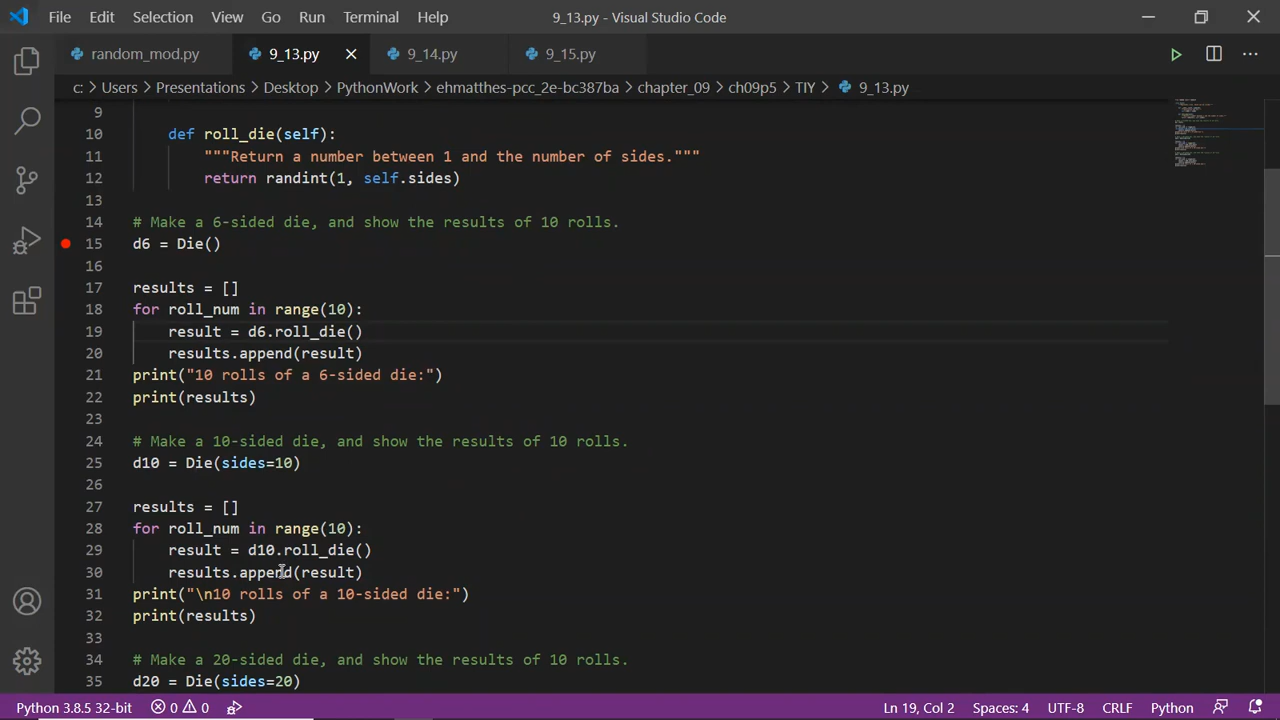 File Edit Selection View Go Run Terminal Help 9_13.py - Visual Studio Code
random_mod.py 9_13.py 9_14.py 9_15.py
c: > Users > Presentations > Desktop > PythonWork > ehmatthes-pcc_2e-bc387ba > chapter_09 > ch09p5 > TIY > 9_13.py
9
10 def roll_die(self):
11 """Return a number between 1 and the number of sides."""
12 return randint(1, self.sides)
13
14 # Make a 6-sided die, and show the results of 10 rolls.
15 d6 = Die()
16
17 results = []
18 for roll_num in range(10):
19 result = d6.roll_die()
20 results.append(result)
21 print("10 rolls of a 6-sided die:")
22 print(results)
23
24 # Make a 10-sided die, and show the results of 10 rolls.
25 d10 = Die(sides=10)
26
27 results = []
28 for roll_num in range(10):
29 result = d10.roll_die()
30 results.append(result)
31 print("\n10 rolls of a 10-sided die:")
32 print(results)
33
34 # Make a 20-sided die, and show the results of 10 rolls.
35 d20 = Die(sides=20)
Python 3.8.5 32-bit 0 0 Ln 19, Col 2 Spaces: 4 UTF-8 CRLF Python